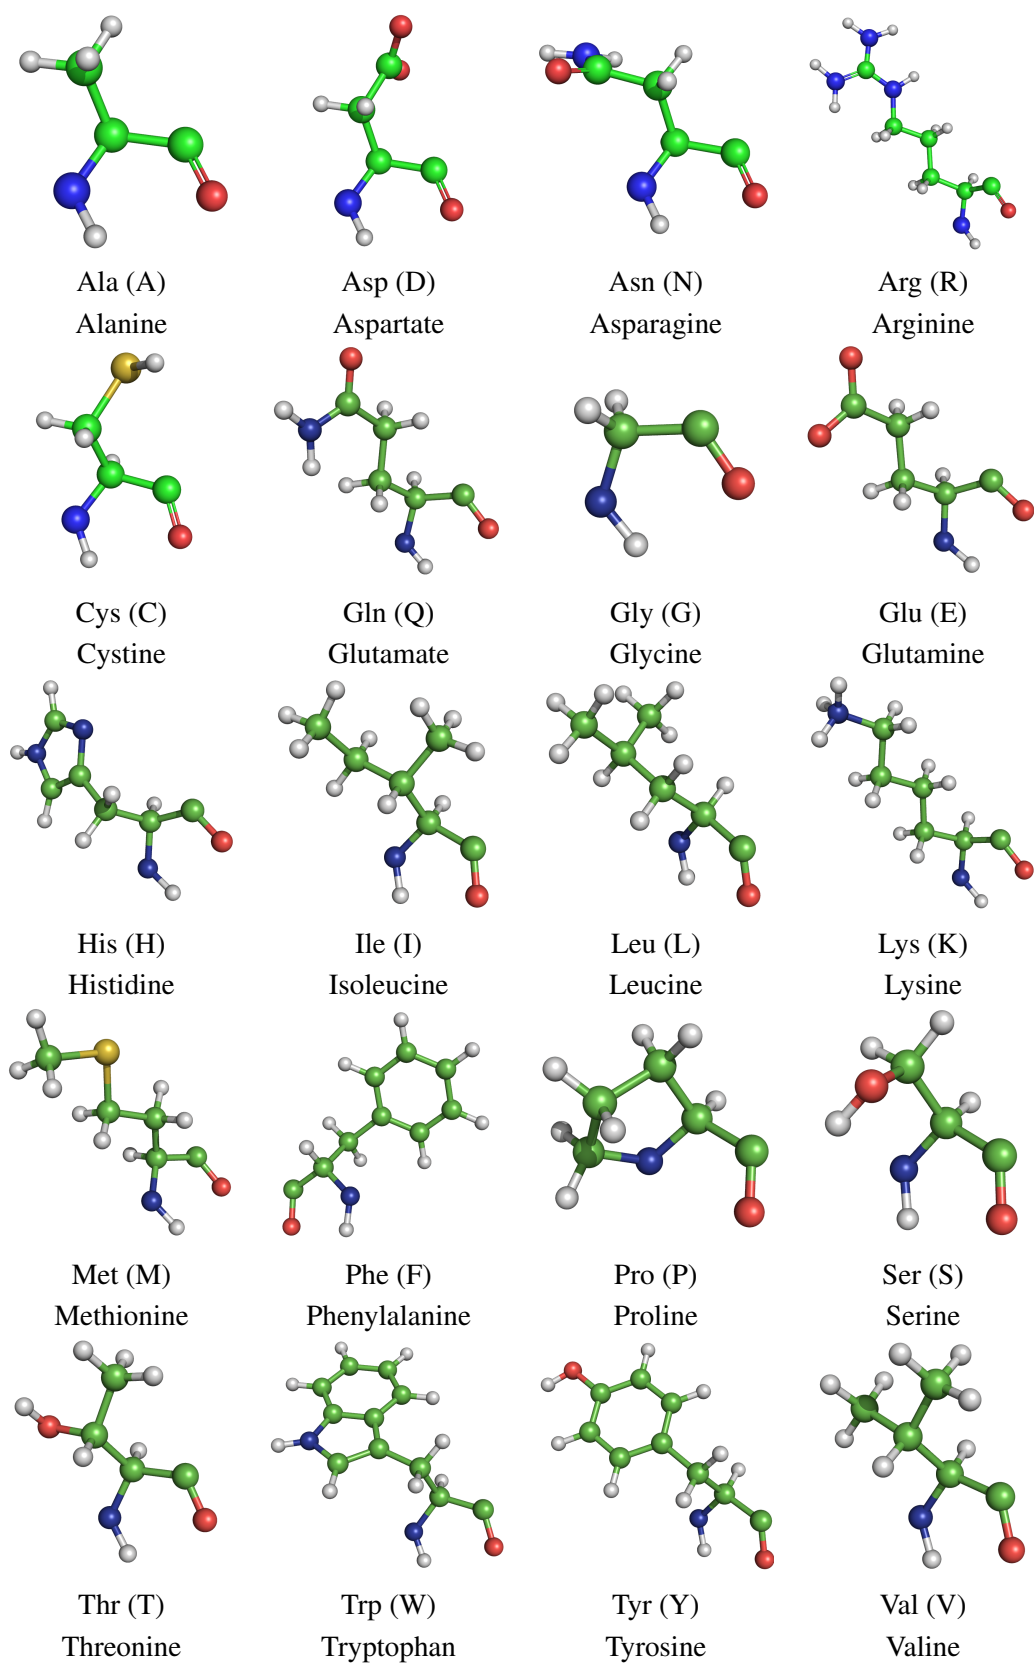 Ala (A) Asp (D) Asn (N) Arg (R)
Alanine Aspartate Asparagine Arginine
Cys (C) Gln (Q) Gly (G) Glu (E)
Cystine Glutamate Glycine Glutamine
His (H) Ile (I) Leu (L) Lys (K)
Histidine Isoleucine Leucine Lysine
Met (M) Phe (F) Pro (P) Ser (S)
Methionine Phenylalanine Proline Serine
Thr (T) Trp (W) Tyr (Y) Val (V)
Threonine Tryptophan Tyrosine Valine